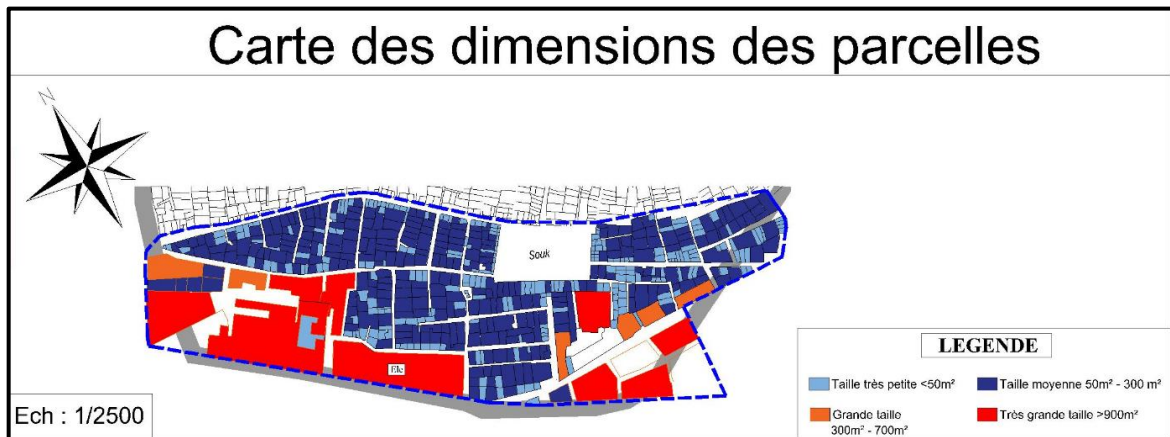 Carte des dimensions des parcelles
N
Souk
Ele
LEGENDE
Taille très petite <50m²
Taille moyenne 50m² - 300 m²
Grande taille
300m² - 700m²
Très grande taille >900m²
Ech : 1/2500